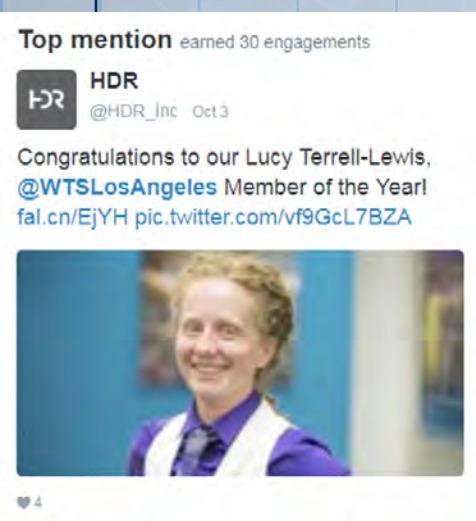 Top mention earned 30 engagements
HDR
HDR
@HDR_Inc Oct 3
Congratulations to our Lucy Terrell-Lewis,
@WTSLosAngeles Member of the Year!
fal.cn/EjYH pic.twitter.com/vf9GcL7BZA
4